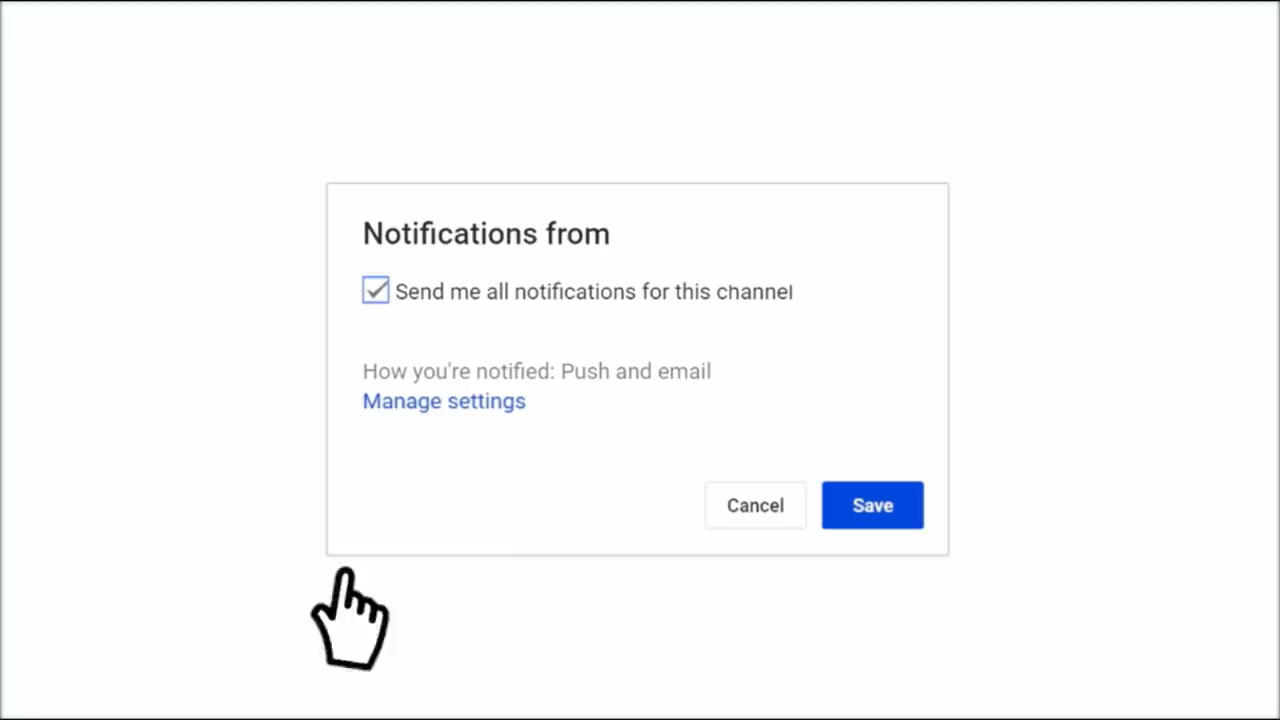 Notifications from
Send me all notifications for this channel
How you're notified: Push and email
Manage settings
Cancel Save